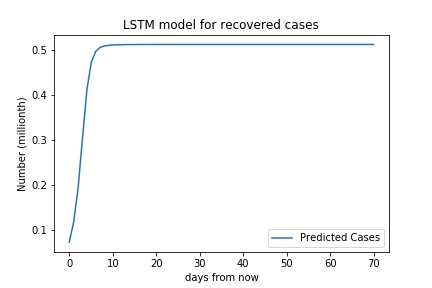 LSTM model for recovered cases
Number (millionth)
0.5
0.4
0.3
0.2
0.1
0 10 20 30 40 50 60 70
days from now
Predicted Cases